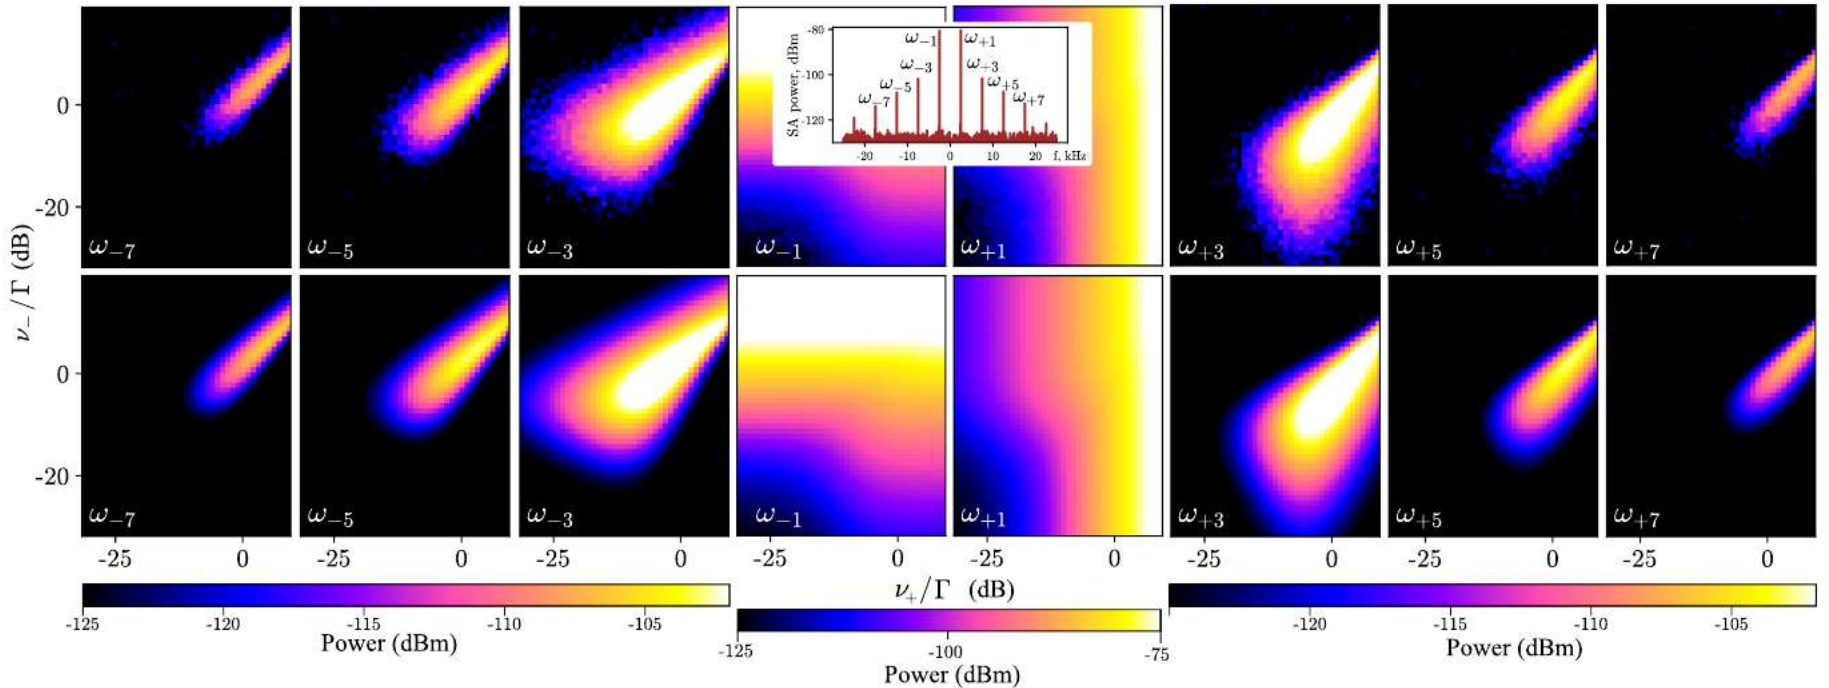 SA power, dBm
-80
-100
-120
ω₋₁
ω₊₁
ω₋₃
ω₊₃
ω₋₅
ω₊₅
ω₋₇
ω₊₇
-20
-10
0
10
20
f, kHz
0
-20
ω₋₇
ω₋₅
ω₋₃
ω₋₁
ω₊₁
ω₊₃
ω₊₅
ω₊₇
ν₋/Γ (dB)
0
-20
ω₋₇
ω₋₅
ω₋₃
ω₋₁
ω₊₁
ω₊₃
ω₊₅
ω₊₇
-25 0 -25 0 -25 0 -25 0 -25 0 -25 0 -25 0 -25 0
ν₊/Γ (dB)
-125 -120 -115 -110 -105
Power (dBm)
-125 -100 -75
Power (dBm)
-120 -115 -110 -105
Power (dBm)